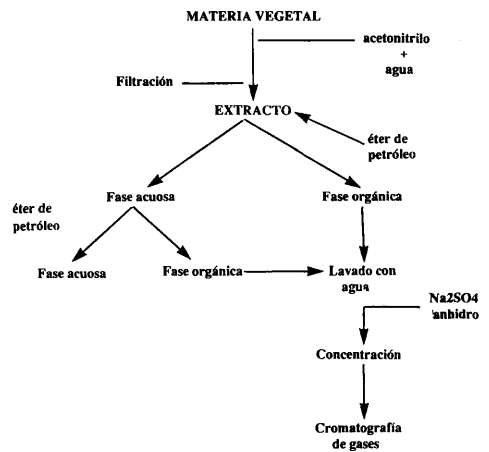 MATERIA VEGETAL
acetonitrilo
+
agua
Filtración
EXTRACTO
éter de
petróleo
Fase acuosa
Fase orgánica
éter de
petróleo
Fase acuosa
Fase orgánica
Lavado con
agua
Na2SO4
anhidro
Concentración
Cromatografía
de gases